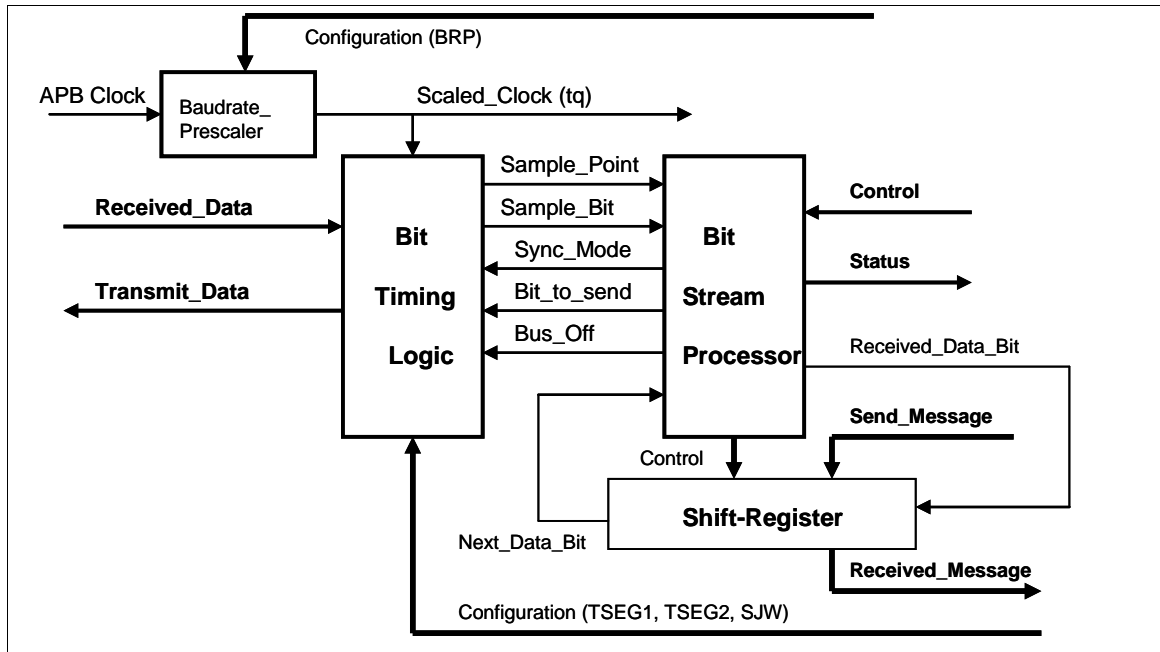 Configuration (BRP)
APB Clock
Baudrate_
Prescaler
Scaled_Clock (tq)
Received_Data
Transmit_Data
Bit
Timing
Logic
Sample_Point
Sample_Bit
Sync_Mode
Bit_to_send
Bus_Off
Bit
Stream
Processor
Control
Status
Received_Data_Bit
Send_Message
Control
Shift-Register
Next_Data_Bit
Received_Message
Configuration (TSEG1, TSEG2, SJW)